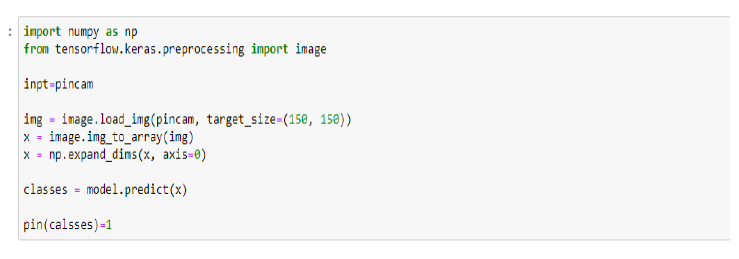 :
import numpy as np
from tensorflow.keras.preprocessing import image
inpt=pincam
img = image.load_img(pincam, target_size=(150, 150))
x = image.img_to_array(img)
x = np.expand_dims(x, axis=0)
classes = model.predict(x)
pin(calsses)=1